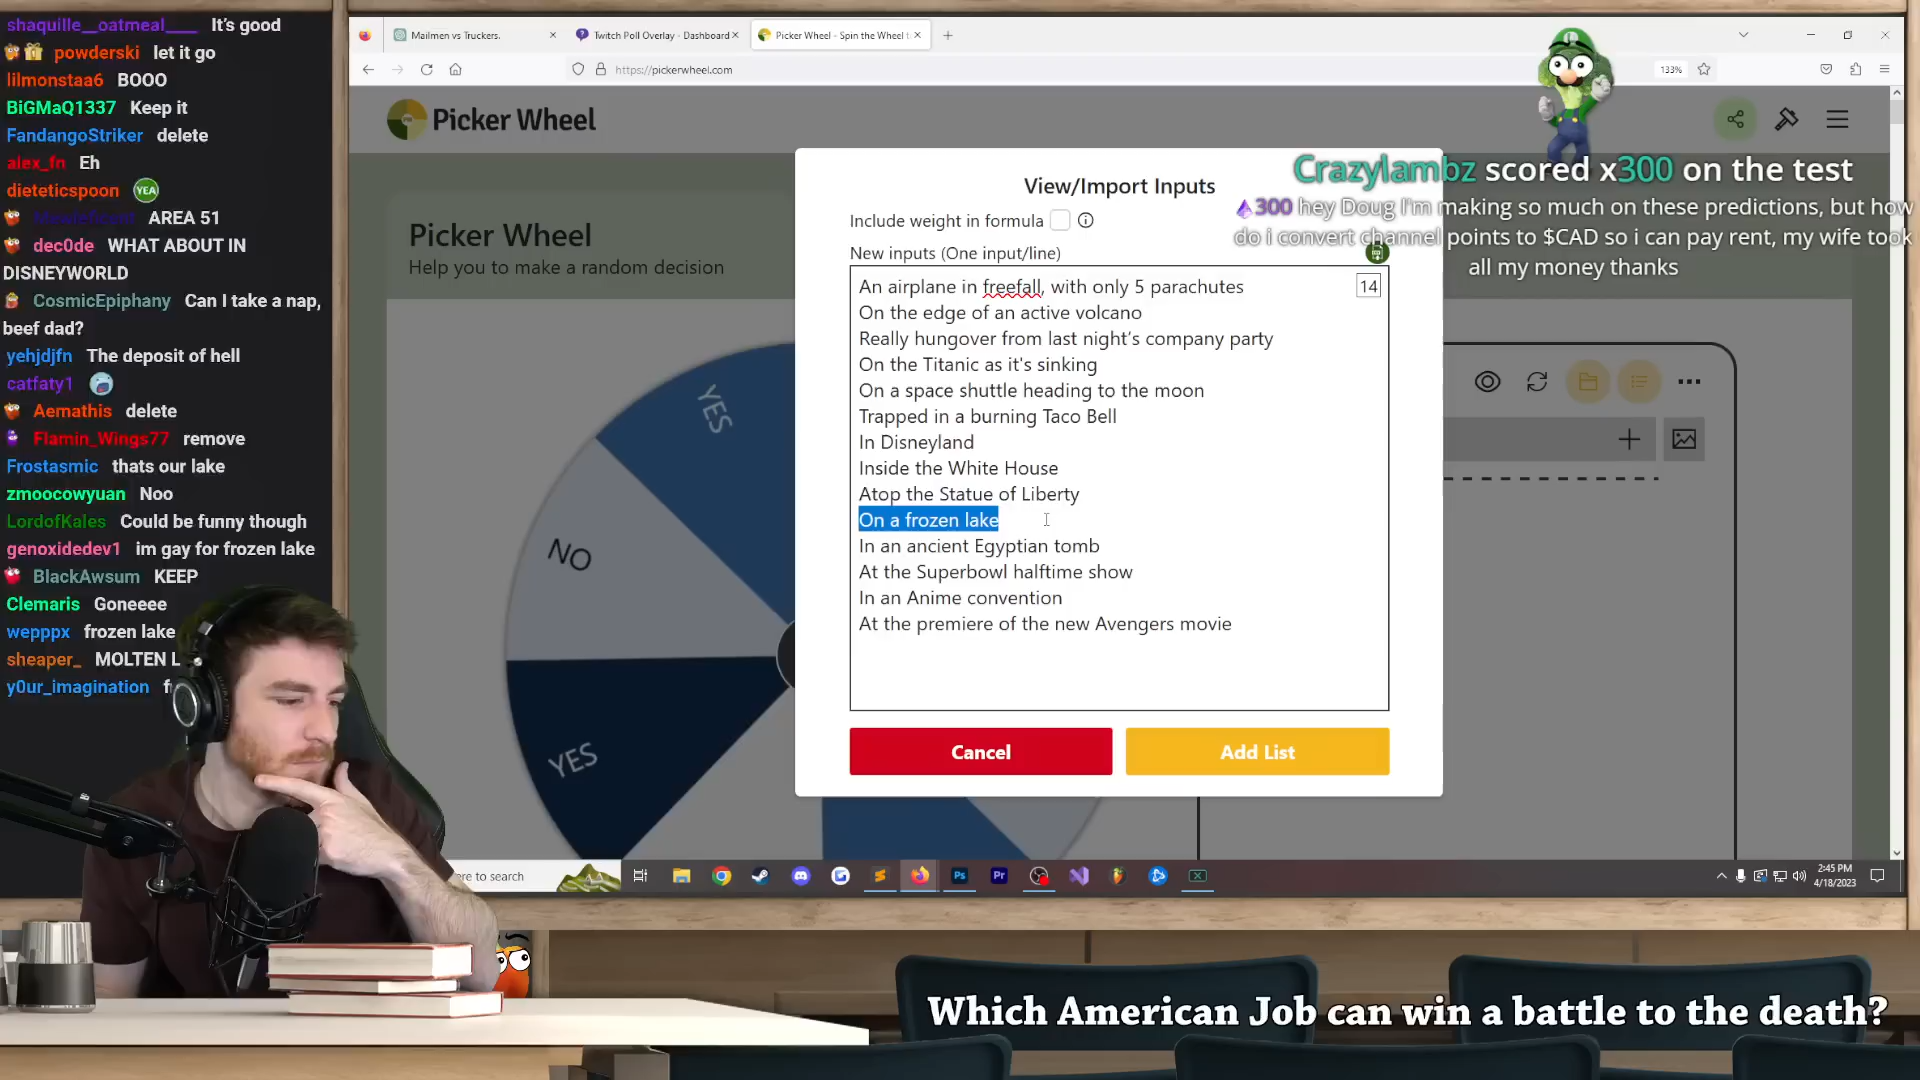 shaquille__oatmeal____ It's good
powderski let it go
lilmonstaa6 BOOO
BiGMaQ1337 Keep it
FandangoStriker delete
alex_fn Eh
dieteticspoon YEA
AREA 51
dec0de WHAT ABOUT IN
DISNEYWORLD
CosmicEpiphany Can I take a nap,
beef dad?
yehjdjfn The deposit of hell
catfaty1
Aemathis delete
Flamin_Wings77 remove
Frostasmic thats our lake
zmoocowyuan Noo
LordofKales Could be funny though
genoxidedev1 im gay for frozen lake
BlackAwsum KEEP
Clemaris Goneeee
wepppx frozen lake
sheaper_ MOLTEN L
y0ur_imagination
Mailmen vs Truckers.
Twitch Poll Overlay - Dashboard
Picker Wheel - Spin the Wheel t
https://pickerwheel.com
133%
Picker Wheel
Picker Wheel
Help you to make a random decision
YES
NO
YES
View/Import Inputs
Include weight in formula
New inputs (One input/line)
14
An airplane in freefall, with only 5 parachutes
On the edge of an active volcano
Really hungover from last night's company party
On the Titanic as it's sinking
On a space shuttle heading to the moon
Trapped in a burning Taco Bell
In Disneyland
Inside the White House
Atop the Statue of Liberty
On a frozen lake
In an ancient Egyptian tomb
At the Superbowl halftime show
In an Anime convention
At the premiere of the new Avengers movie
Cancel
Add List
Crazylambz scored x300 on the test
300 hey Doug I'm making so much on these predictions, but how
do i convert channel points to $CAD so i can pay rent, my wife took
all my money thanks
ere to search
Ps
Pr
2:45 PM
4/18/2023
Which American Job can win a battle to the death?